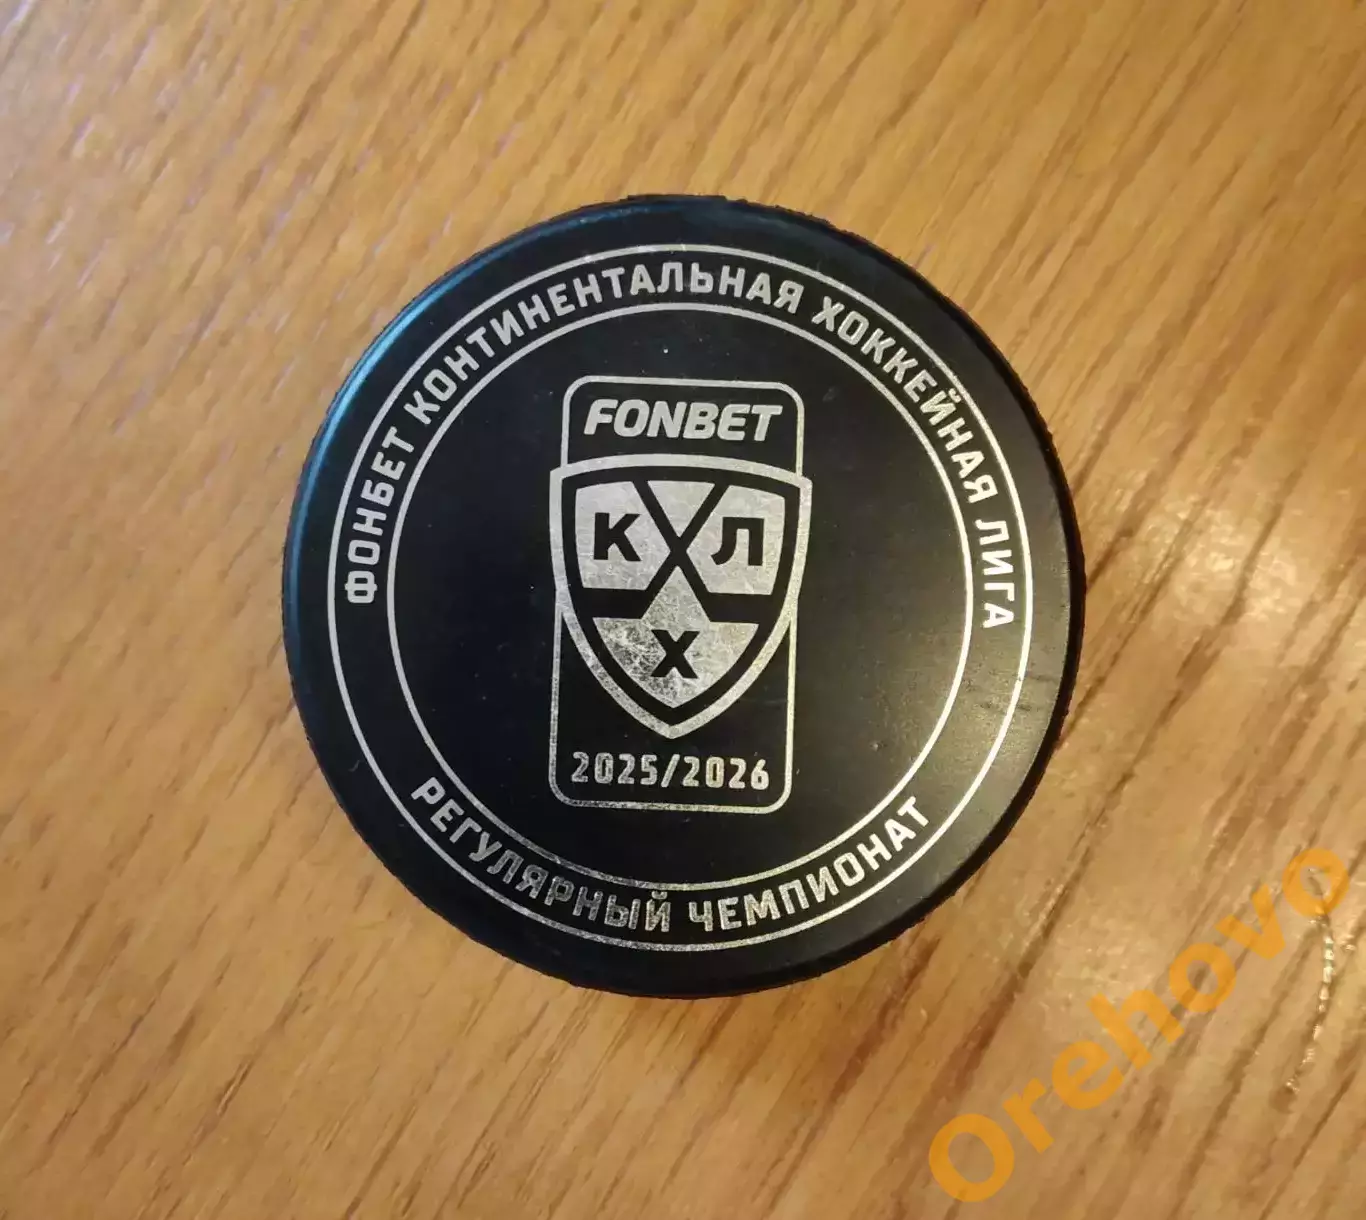 ФОНБЕТ КОНТИНЕНТАЛЬНАЯ ХОККЕЙНАЯ ЛИГА
FONBET
К Л
Х
2025/2026
РЕГУЛЯРНЫЙ ЧЕМПИОНАТ
Orehovo